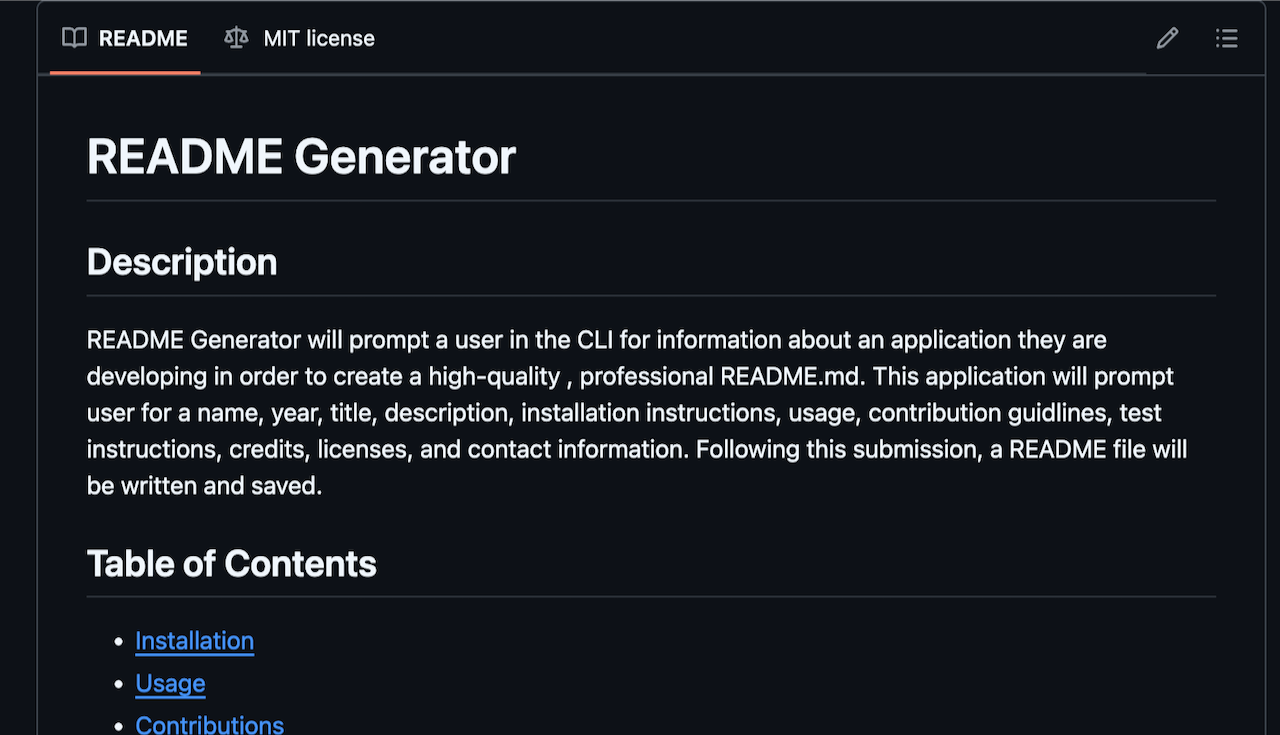 README
MIT license
README Generator
Description
README Generator will prompt a user in the CLI for information about an application they are
developing in order to create a high-quality , professional README.md. This application will prompt
user for a name, year, title, description, installation instructions, usage, contribution guidlines, test
instructions, credits, licenses, and contact information. Following this submission, a README file will
be written and saved.
Table of Contents
Installation
Usage
Contributions